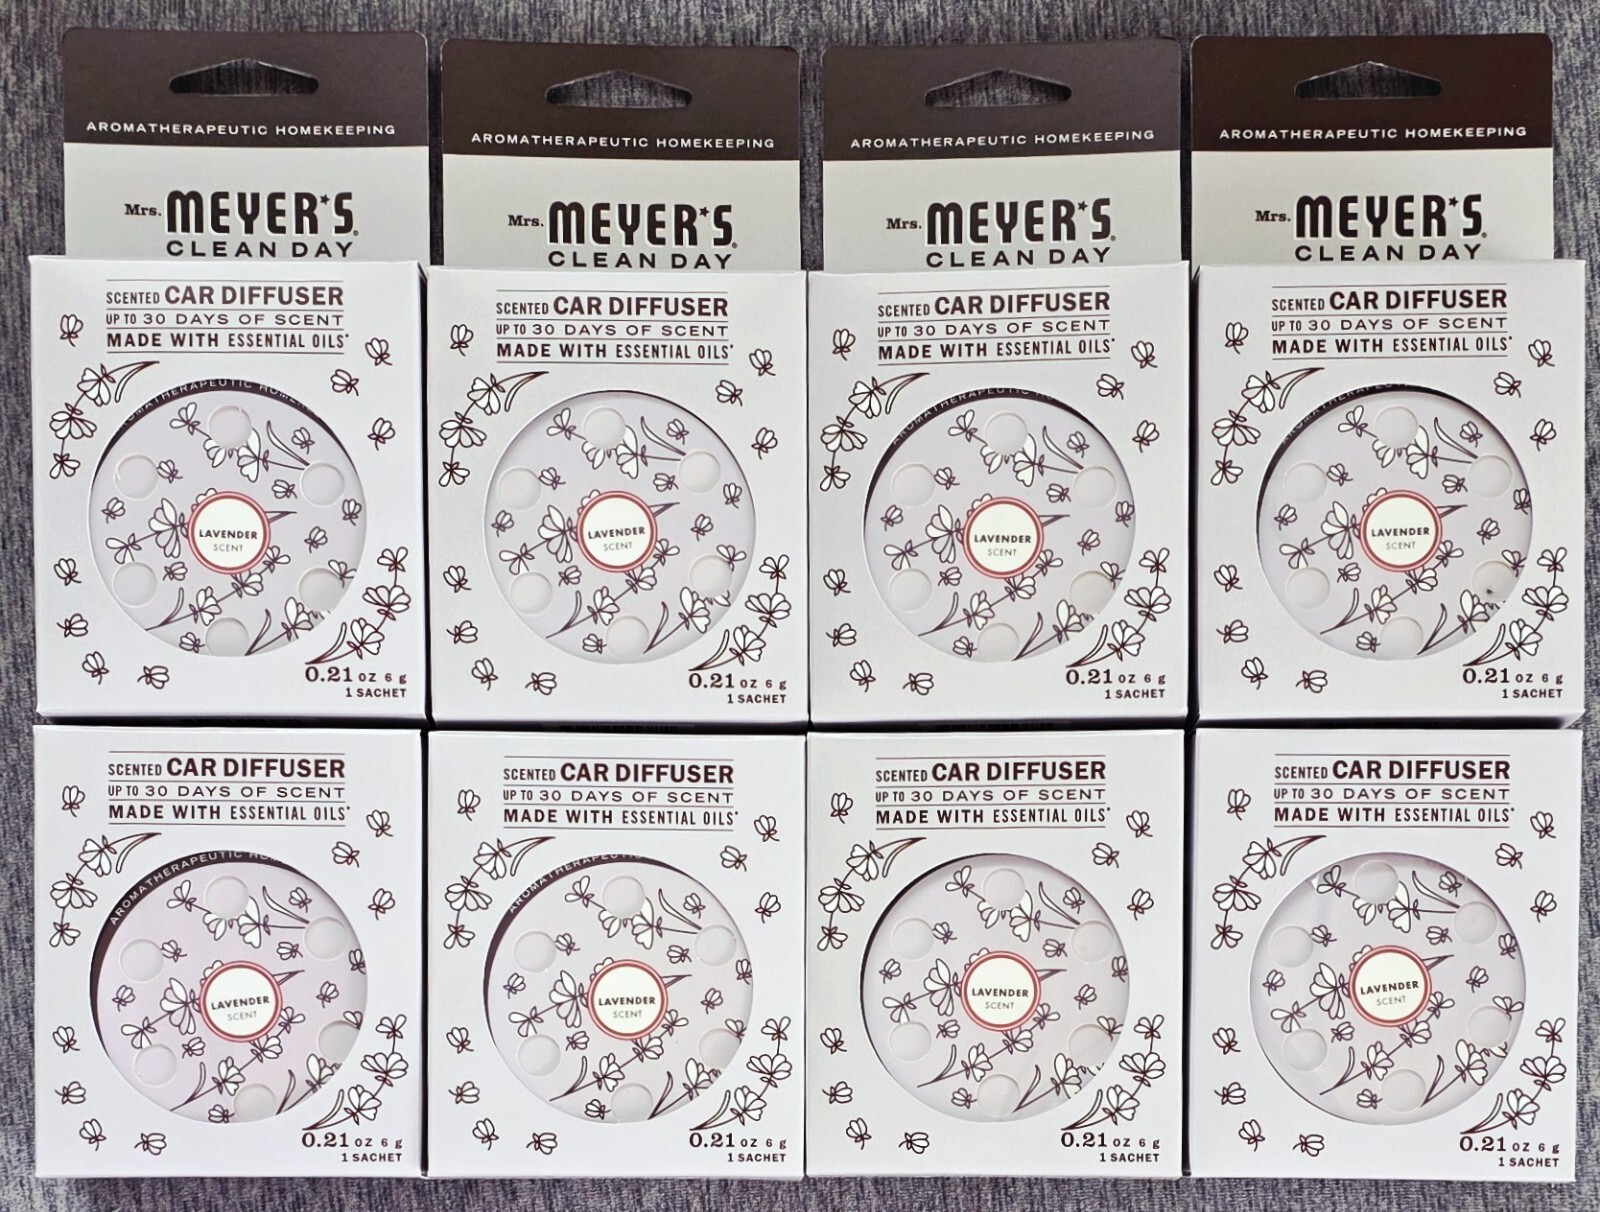 AROMATHERAPEUTIC HOMEKEEPING
Mrs. MEYER'S
CLEAN DAY
SCENTED CAR DIFFUSER
UP TO 30 DAYS OF SCENT
MADE WITH ESSENTIAL OILS*
AROMATHERAPEUTIC
LAVENDER
SCENT
0.21 OZ 6 g
1 SACHET
AROMATHERAPEUTIC HOMEKEEPING
Mrs. MEYER'S
CLEAN DAY
SCENTED CAR DIFFUSER
UP TO 30 DAYS OF SCENT
MADE WITH ESSENTIAL OILS*
LAVENDER
SCENT
0.21 OZ 6 g
1 SACHET
AROMATHERAPEUTIC HOMEKEEPING
Mrs. MEYER'S
CLEAN DAY
SCENTED CAR DIFFUSER
UP TO 30 DAYS OF SCENT
MADE WITH ESSENTIAL OILS*
AROMATHERAPEUTIC
LAVENDER
SCENT
0.21 OZ 6 g
1 SACHET
AROMATHERAPEUTIC HOMEKEEPING
Mrs. MEYER'S
CLEAN DAY
SCENTED CAR DIFFUSER
UP TO 30 DAYS OF SCENT
MADE WITH ESSENTIAL OILS*
LAVENDER
SCENT
0.21 OZ 6 g
1 SACHET
SCENTED CAR DIFFUSER
UP TO 30 DAYS OF SCENT
MADE WITH ESSENTIAL OILS*
AROMATHERAPEUTIC HOME
LAVENDER
SCENT
0.21 OZ 6 g
1 SACHET
SCENTED CAR DIFFUSER
UP TO 30 DAYS OF SCENT
MADE WITH ESSENTIAL OILS*
AROMATHERAPEUTIC
LAVENDER
SCENT
0.21 OZ 6 g
1 SACHET
SCENTED CAR DIFFUSER
UP TO 30 DAYS OF SCENT
MADE WITH ESSENTIAL OILS*
LAVENDER
SCENT
0.21 OZ 6 g
1 SACHET
SCENTED CAR DIFFUSER
UP TO 30 DAYS OF SCENT
MADE WITH ESSENTIAL OILS*
LAVENDER
SCENT
0.21 OZ 6 g
1 SACHET